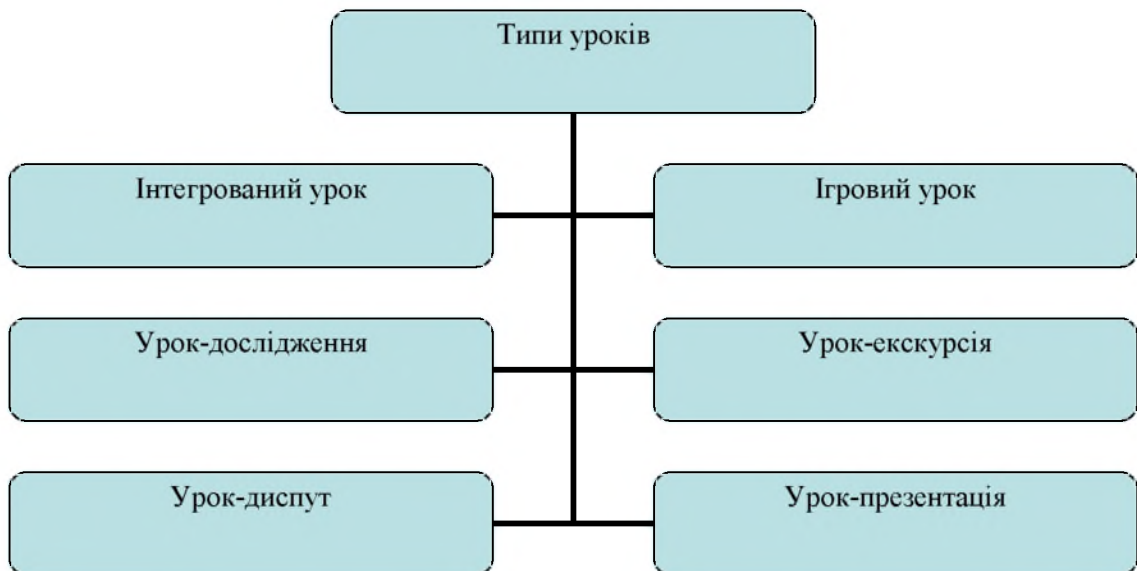 Типи уроків
Інтегрований урок
Ігровий урок
Урок-дослідження
Урок-екскурсія
Урок-диспут
Урок-презентація